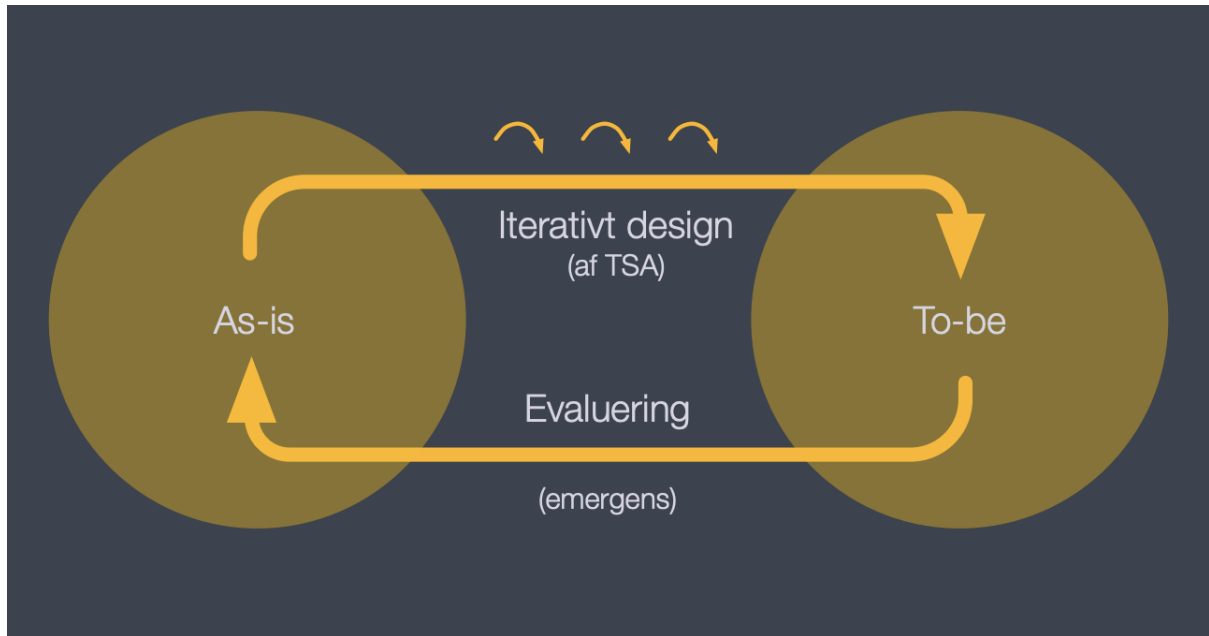 Iterativt design
(af TSA)
As-is
To-be
Evaluering
(emergens)